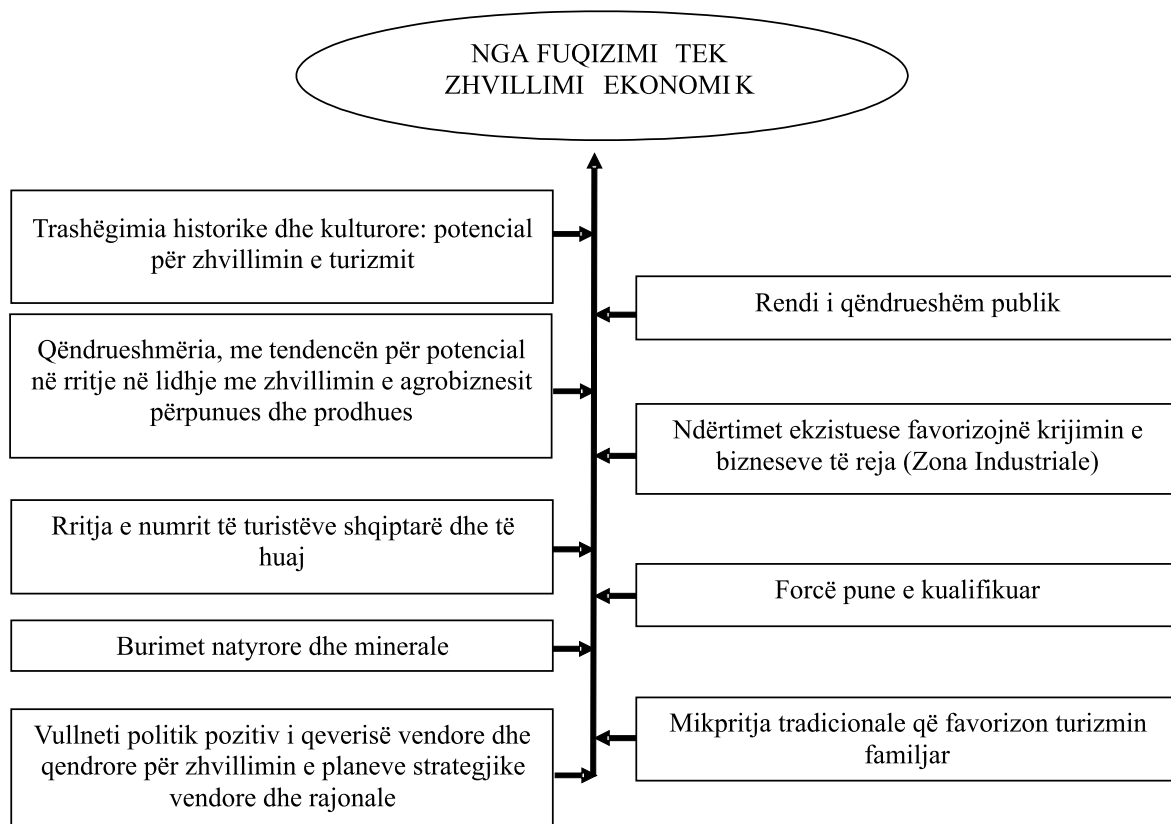 NGA FUQIZIMI TEK
ZHVILLIMI EKONOMIK
Trashëgimia historike dhe kulturore: potencial
për zhvillimin e turizmit
Rendi i qëndrueshëm publik
Qëndrueshmëria, me tendencën për potencial
në rritje në lidhje me zhvillimin e agrobiznesit
përpunues dhe prodhues
Ndërtimet ekzistuese favorizojnë krijimin e
bizneseve të reja (Zona Industriale)
Rritja e numrit të turistëve shqiptarë dhe të
huaj
Forcë pune e kualifikuar
Burimet natyrore dhe minerale
Mikpritja tradicionale që favorizon turizmin
familjar
Vullneti politik pozitiv i qeverisë vendore dhe
qendrore për zhvillimin e planeve strategjike
vendore dhe rajonale